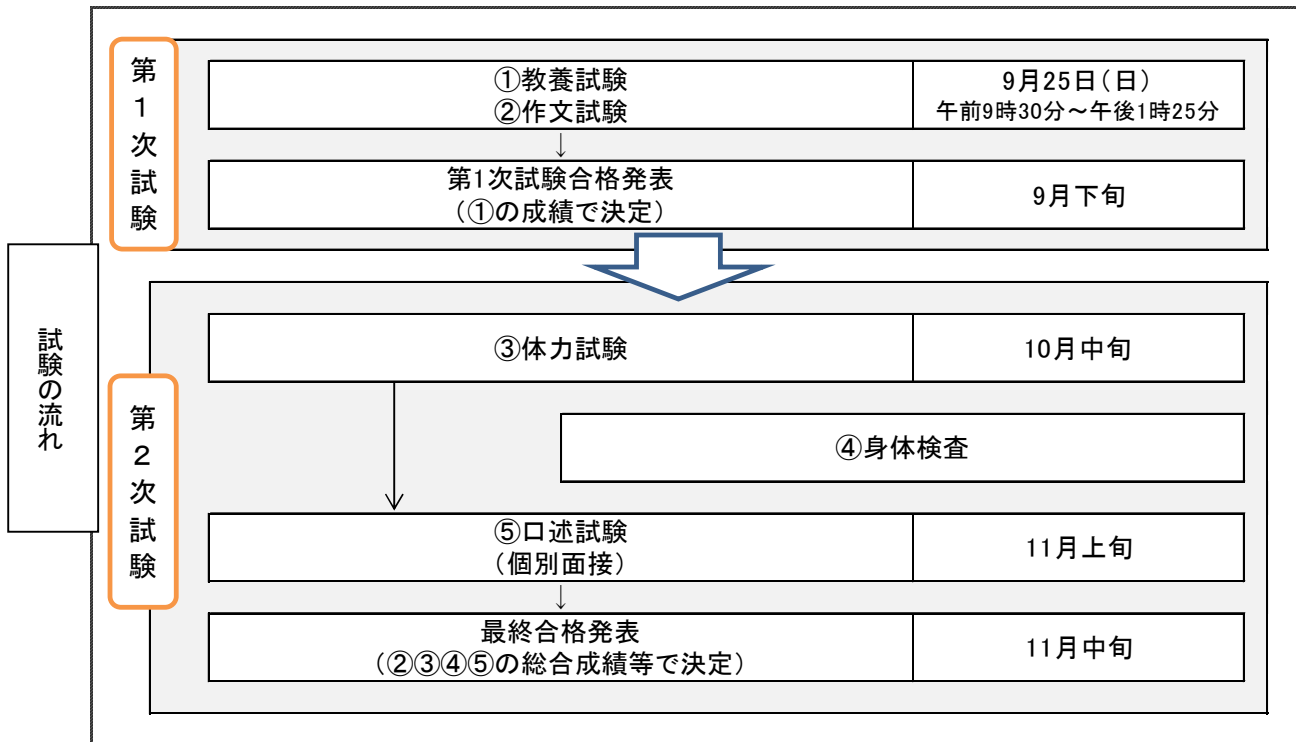 試験の流れ
第1次試験
①教養試験
②作文試験
9月25日(日)
午前9時30分～午後1時25分
↓
第1次試験合格発表
(①の成績で決定)
9月下旬
第2次試験
③体力試験
10月中旬
④身体検査
⑤口述試験
(個別面接)
11月上旬
↓
最終合格発表
(②③④⑤の総合成績等で決定)
11月中旬